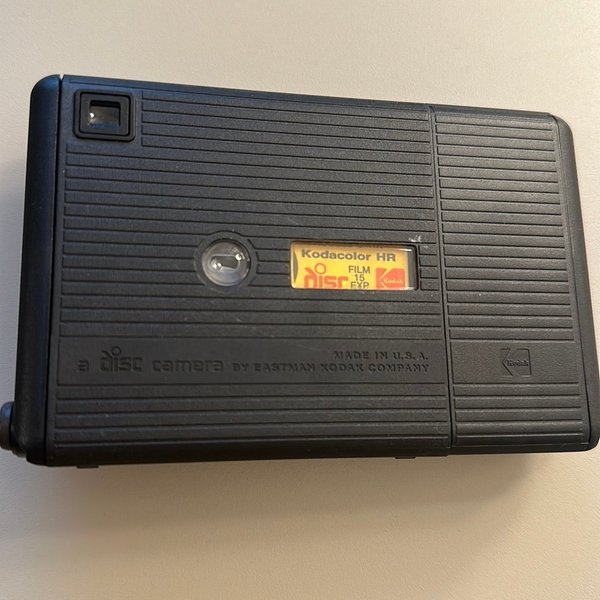 Kodacolor HR
disc FILM
15
EXP
Kodak
a disc camera
MADE IN U.S.A.
BY EASTMAN KODAK COMPANY
Kodak